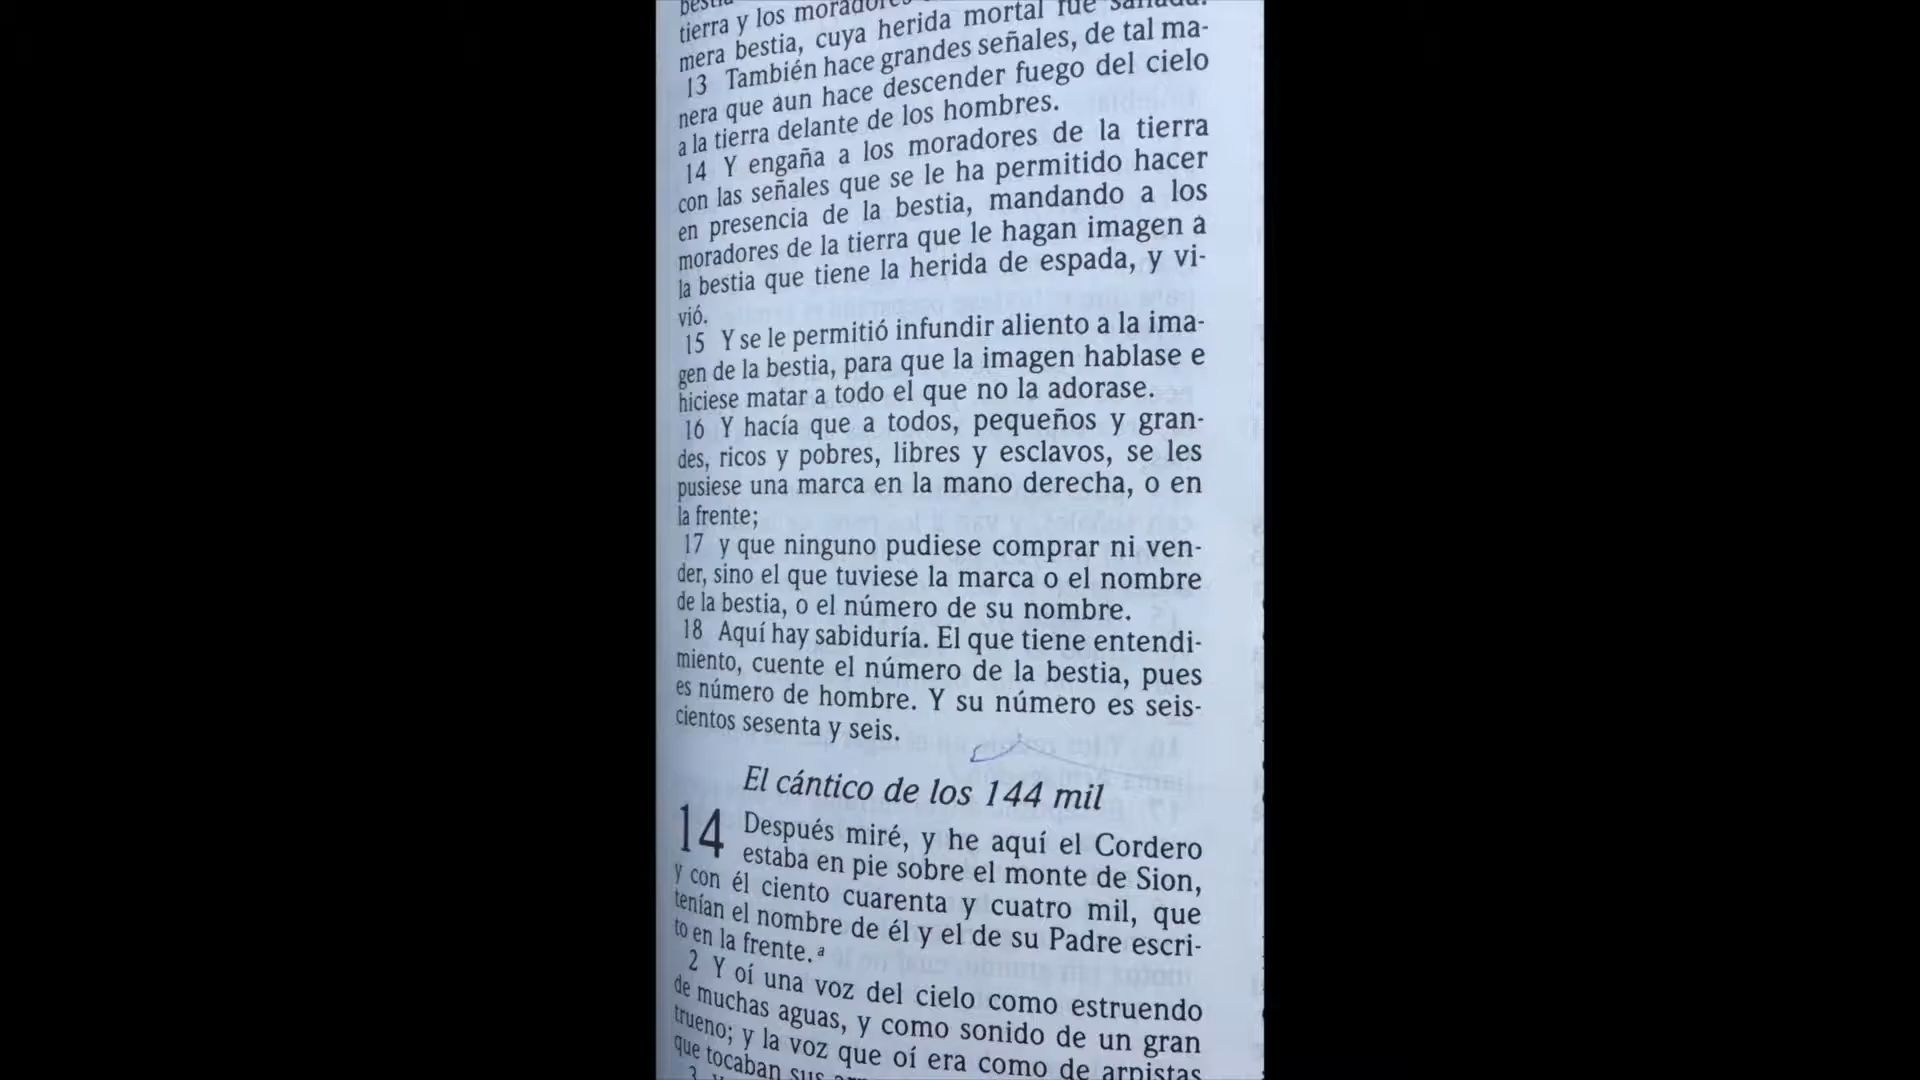 tierra y los moradores
mera bestia, cuya herida mortal fue sanada.
13 También hace grandes señales, de tal ma-
nera que aun hace descender fuego del cielo
a la tierra delante de los hombres.
14 Y engaña a los moradores de la tierra
con las señales que se le ha permitido hacer
en presencia de la bestia, mandando a los
moradores de la tierra que le hagan imagen a
la bestia que tiene la herida de espada, y vi-
vió.
15 Y se le permitió infundir aliento a la ima-
gen de la bestia, para que la imagen hablase e
hiciese matar a todo el que no la adorase.
16 Y hacía que a todos, pequeños y gran-
des, ricos y pobres, libres y esclavos, se les
pusiese una marca en la mano derecha, o en
la frente;
17 y que ninguno pudiese comprar ni ven-
der, sino el que tuviese la marca o el nombre
de la bestia, o el número de su nombre.
18 Aquí hay sabiduría. El que tiene entendi-
miento, cuente el número de la bestia, pues
es número de hombre. Y su número es seis-
cientos sesenta y seis.
El cántico de los 144 mil
14 Después miré, y he aquí el Cordero
estaba en pie sobre el monte de Sion,
y con él ciento cuarenta y cuatro mil, que
tenían el nombre de él y el de su Padre escri-
to en la frente.ª
2 Y oí una voz del cielo como estruendo
de muchas aguas, y como sonido de un gran
trueno; y la voz que oí era como de arpistas
que tocaban sus